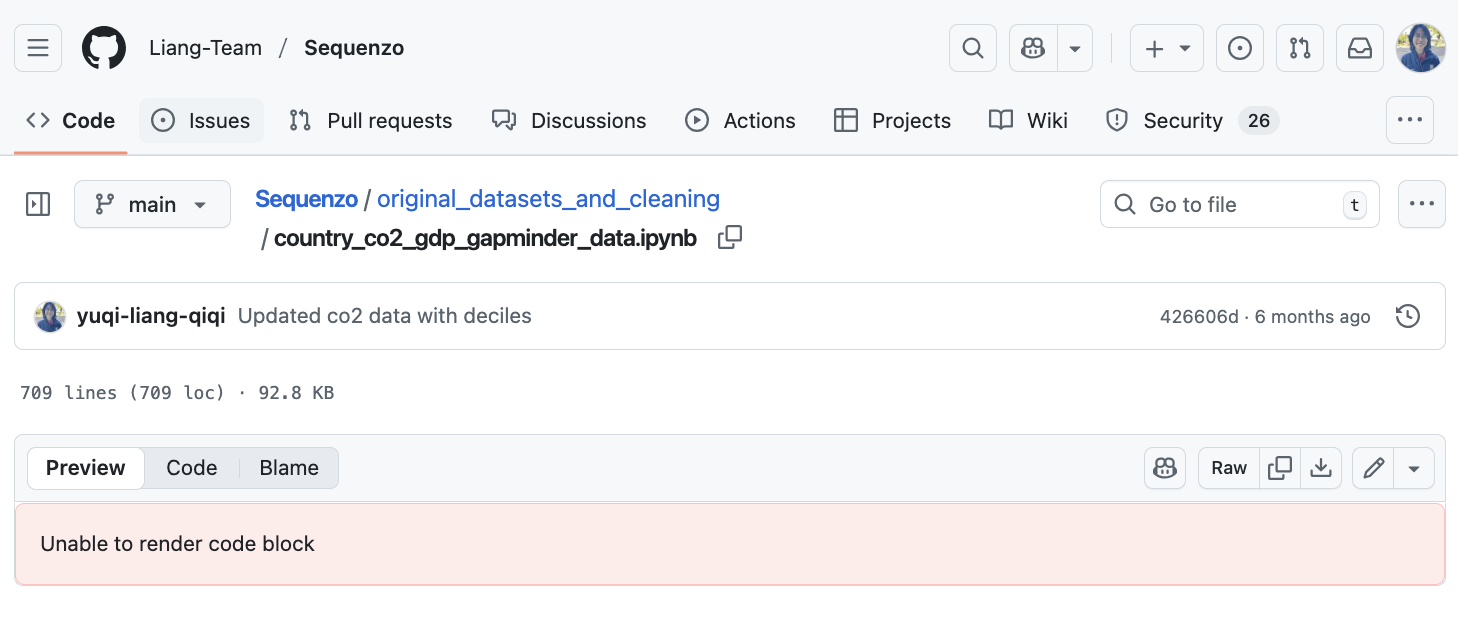 Liang-Team / Sequenzo
Code Issues Pull requests Discussions Actions Projects Wiki Security 26
main Sequenzo / original_datasets_and_cleaning Go to file t
/ country_co2_gdp_gapminder_data.ipynb
yuqi-liang-qiqi Updated co2 data with deciles 426606d · 6 months ago
709 lines (709 loc) · 92.8 KB
Preview Code Blame Raw
Unable to render code block